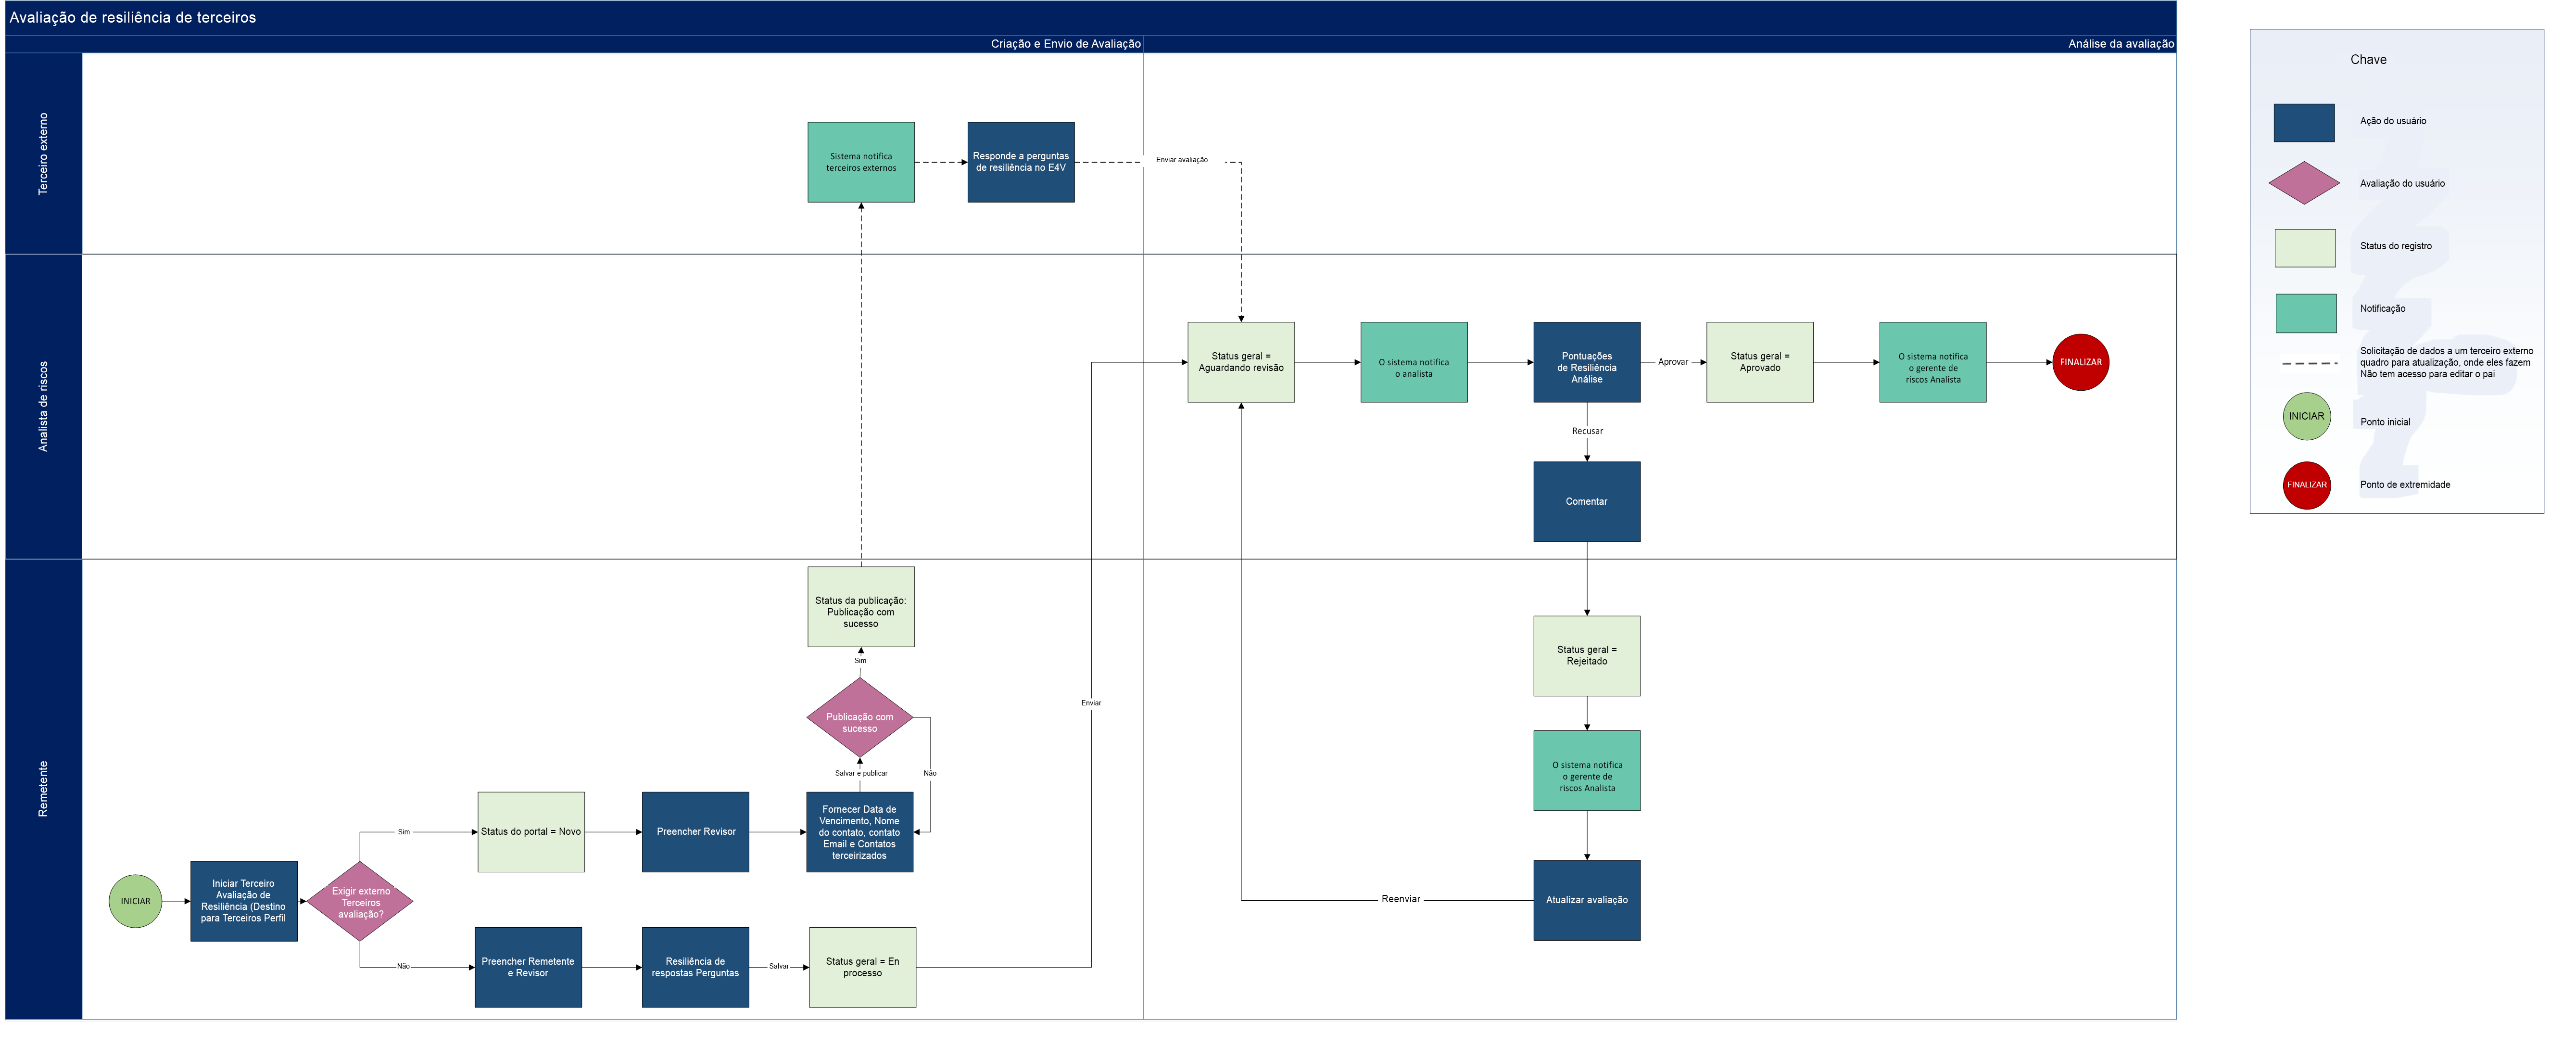 Avaliação de resiliência de terceiros
Criação e Envio de Avaliação
Análise da avaliação
Terceiro externo
Sistema notifica
terceiros externos
Responde a perguntas
de resiliência no E4V
Enviar avaliação
Analista de riscos
Status geral =
Aguardando revisão
O sistema notifica
o analista
Pontuações
de Resiliência
Análise
Aprovar
Status geral =
Aprovado
O sistema notifica
o gerente de
riscos Analista
FINALIZAR
Recusar
Comentar
Remetente
Status da publicação:
Publicação com
sucesso
Sim
Publicação com
sucesso
Salvar e publicar
Não
Enviar
Status geral =
Rejeitado
O sistema notifica
o gerente de
riscos Analista
Atualizar avaliação
Reenviar
INICIAR
Iniciar Terceiro
Avaliação de
Resiliência (Destino
para Terceiros Perfil
Exigir externo
Terceiros
avaliação?
Sim
Status do portal = Novo
Preencher Revisor
Fornecer Data de
Vencimento, Nome
do contato, contato
Email e Contatos
terceirizados
Não
Preencher Remetente
e Revisor
Resiliência de
respostas Perguntas
Salvar
Status geral = En
processo
Chave
Ação do usuário
Avaliação do usuário
Status do registro
Notificação
Solicitação de dados a um terceiro externo
quadro para atualização, onde eles fazem
Não tem acesso para editar o pai
INICIAR
Ponto inicial
FINALIZAR
Ponto de extremidade